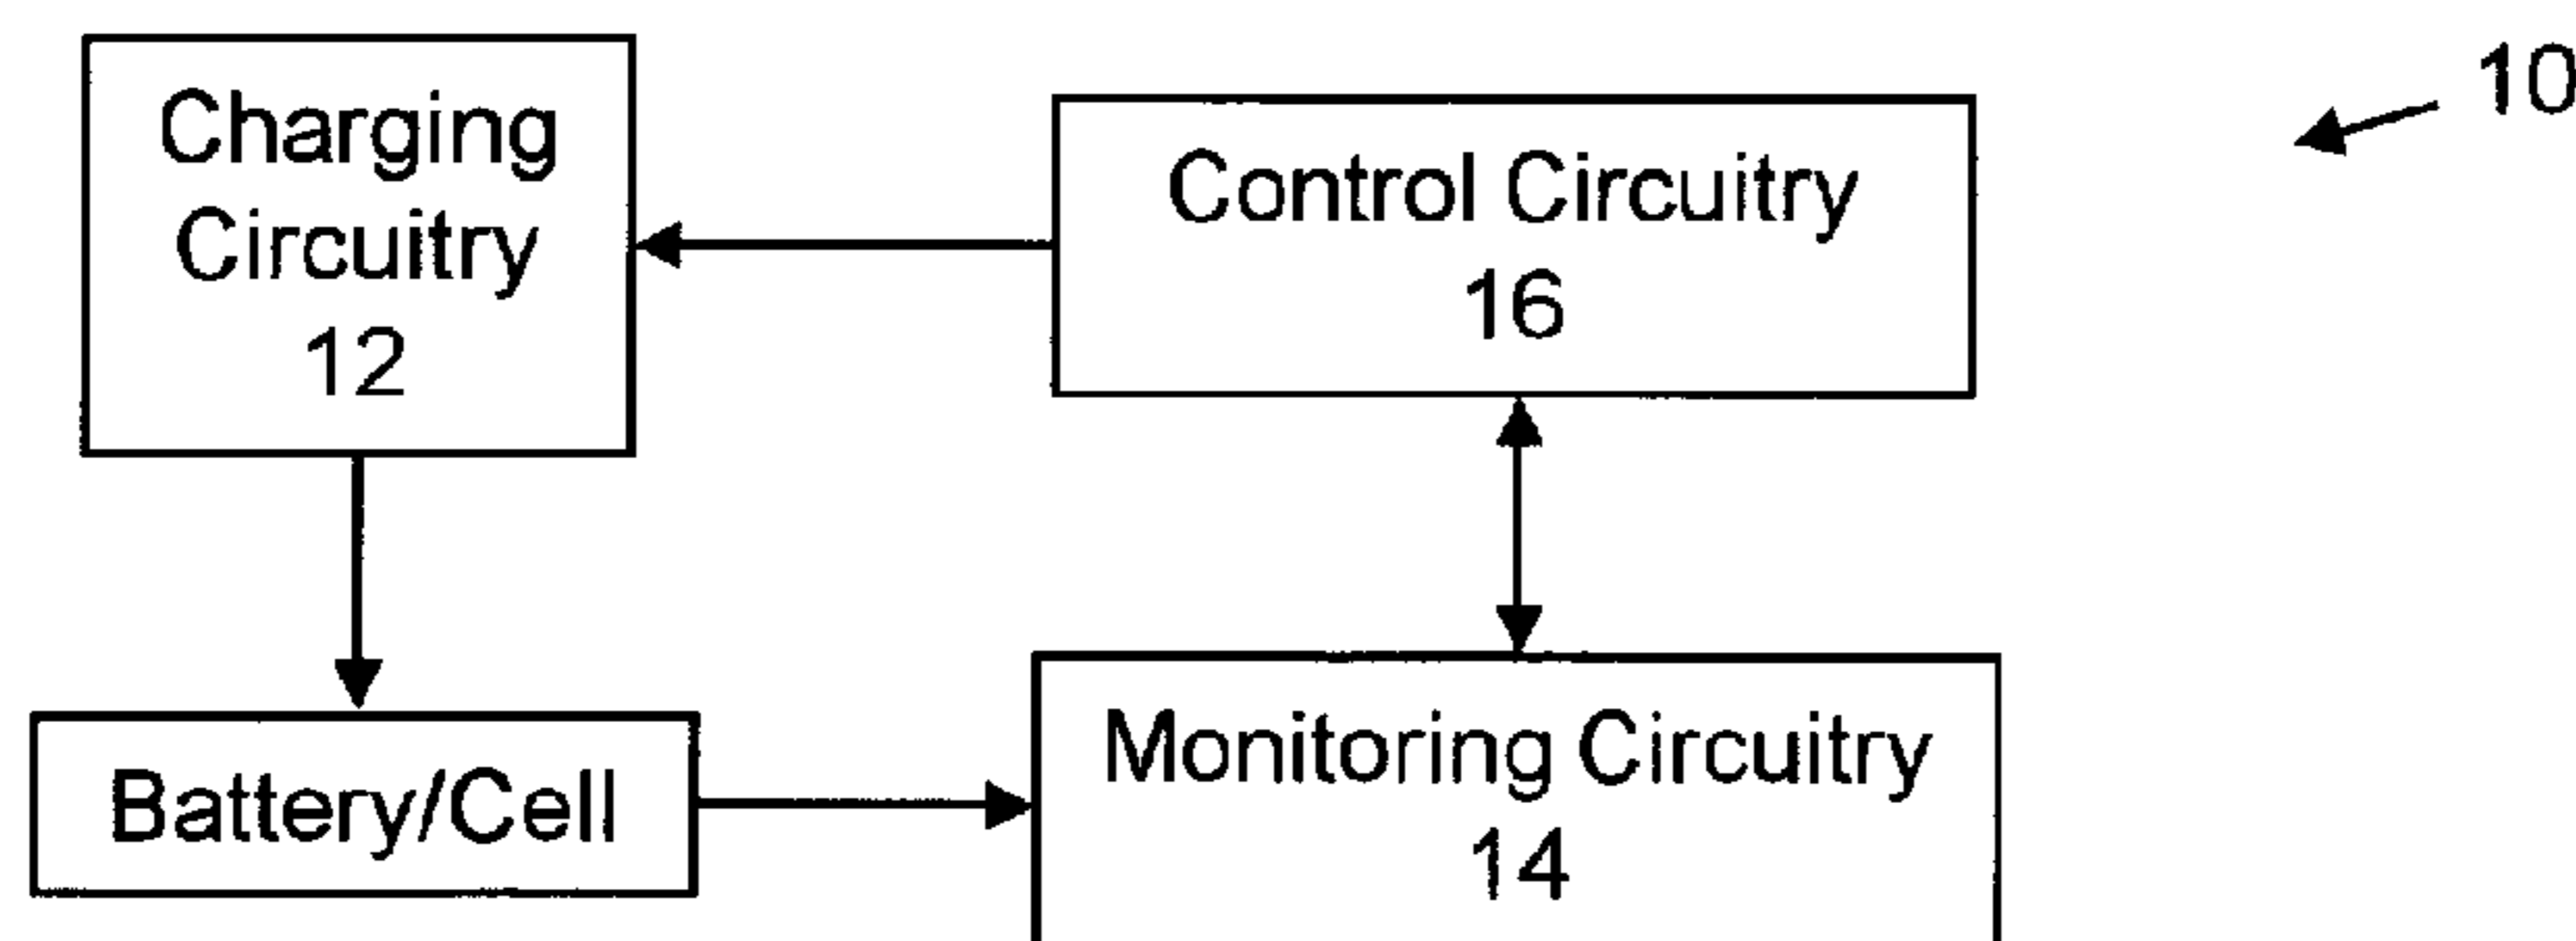 Charging
Circuitry
12
Control Circuitry
16
10
Battery/Cell
Monitoring Circuitry
14